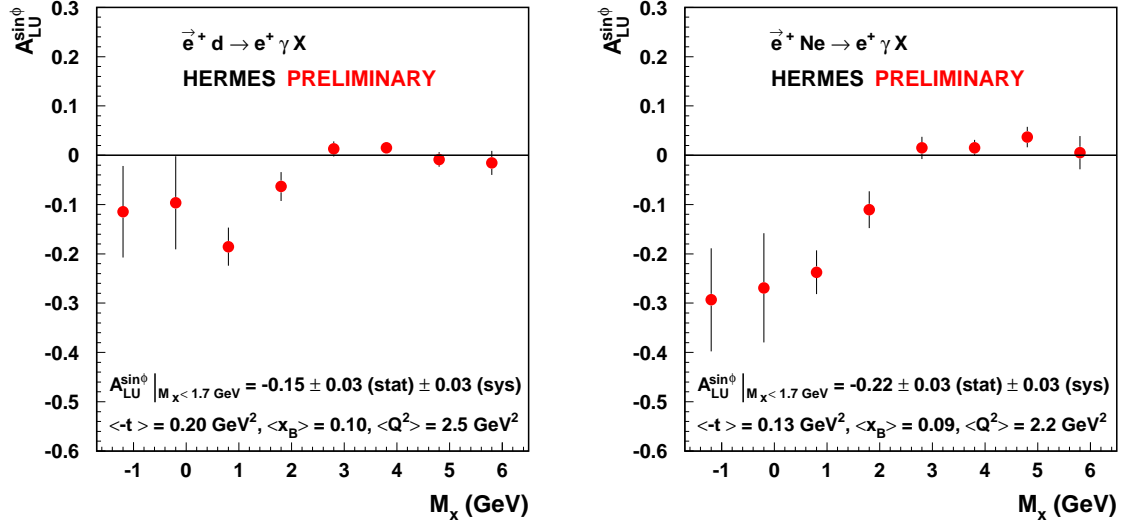 A_LU^sinϕ
0.3
0.2
0.1
0
-0.1
-0.2
-0.3
-0.4
-0.5
-0.6
e⃗⁺ d → e⁺ γ X
HERMES PRELIMINARY
A_LU^sinϕ|_M_x< 1.7 GeV = -0.15 ± 0.03 (stat) ± 0.03 (sys)
<-t > = 0.20 GeV², <x_B> = 0.10, <Q²> = 2.5 GeV²
-1 0 1 2 3 4 5 6
M_x (GeV)
A_LU^sinϕ
0.3
0.2
0.1
0
-0.1
-0.2
-0.3
-0.4
-0.5
-0.6
e⃗⁺ Ne → e⁺ γ X
HERMES PRELIMINARY
A_LU^sinϕ|_M_x< 1.7 GeV = -0.22 ± 0.03 (stat) ± 0.03 (sys)
<-t > = 0.13 GeV², <x_B> = 0.09, <Q²> = 2.2 GeV²
-1 0 1 2 3 4 5 6
M_x (GeV)